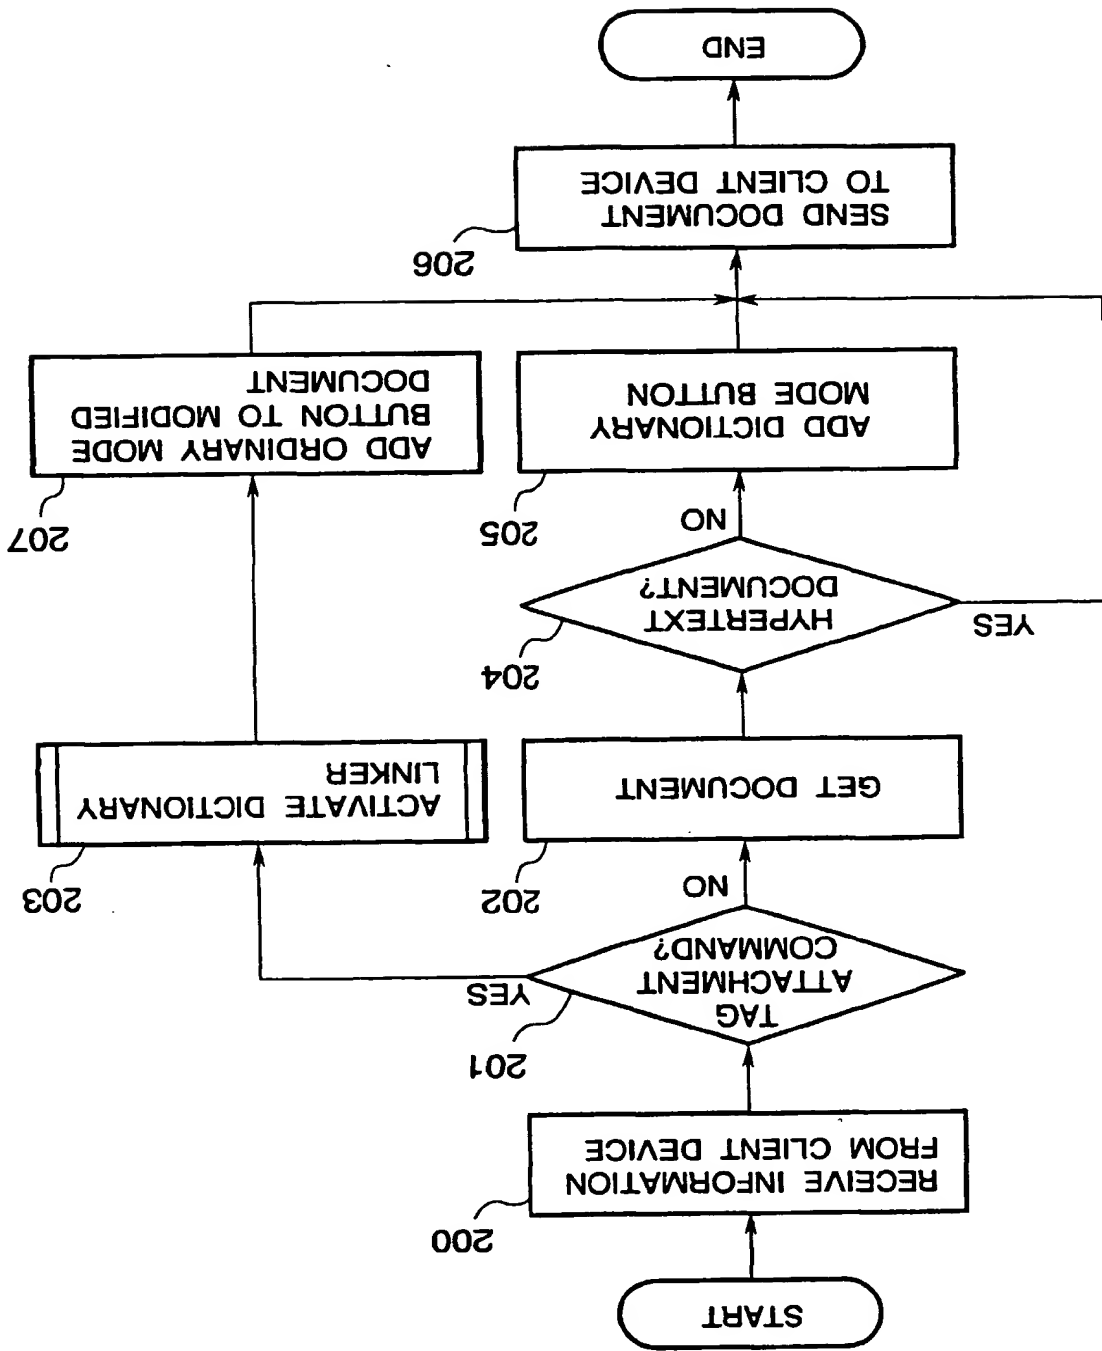 START
200
RECEIVE INFORMATION
FROM CLIENT DEVICE
201
TAG
ATTACHMENT
COMMAND?
YES
NO
202
GET DOCUMENT
203
ACTIVATE DICTIONARY
LINKER
204
HYPERTEXT
DOCUMENT?
YES
NO
205
ADD DICTIONARY
MODE BUTTON
207
ADD ORDINARY MODE
BUTTON TO MODIFIED
DOCUMENT
206
SEND DOCUMENT
TO CLIENT DEVICE
END